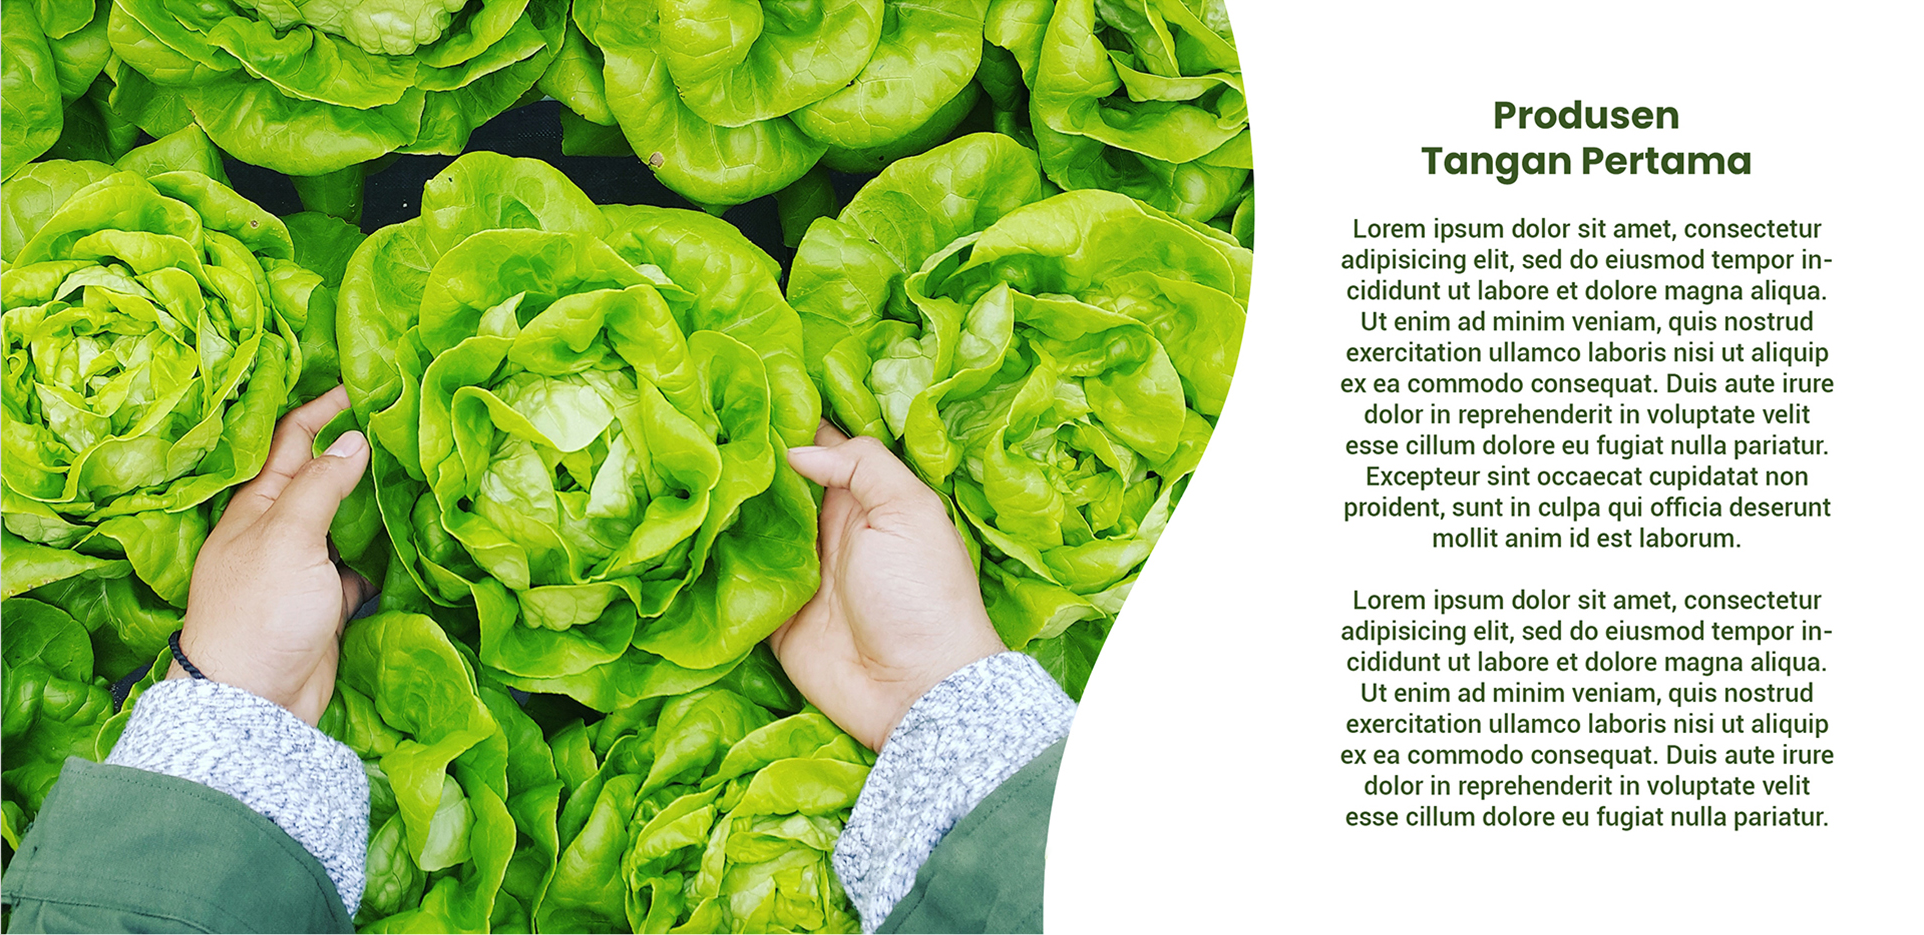 Produsen
Tangan Pertama
Lorem ipsum dolor sit amet, consectetur
adipisicing elit, sed do eiusmod tempor in-
cididunt ut labore et dolore magna aliqua.
Ut enim ad minim veniam, quis nostrud
exercitation ullamco laboris nisi ut aliquip
ex ea commodo consequat. Duis aute irure
dolor in reprehenderit in voluptate velit
esse cillum dolore eu fugiat nulla pariatur.
Excepteur sint occaecat cupidatat non
proident, sunt in culpa qui officia deserunt
mollit anim id est laborum.
Lorem ipsum dolor sit amet, consectetur
adipisicing elit, sed do eiusmod tempor in-
cididunt ut labore et dolore magna aliqua.
Ut enim ad minim veniam, quis nostrud
exercitation ullamco laboris nisi ut aliquip
ex ea commodo consequat. Duis aute irure
dolor in reprehenderit in voluptate velit
esse cillum dolore eu fugiat nulla pariatur.